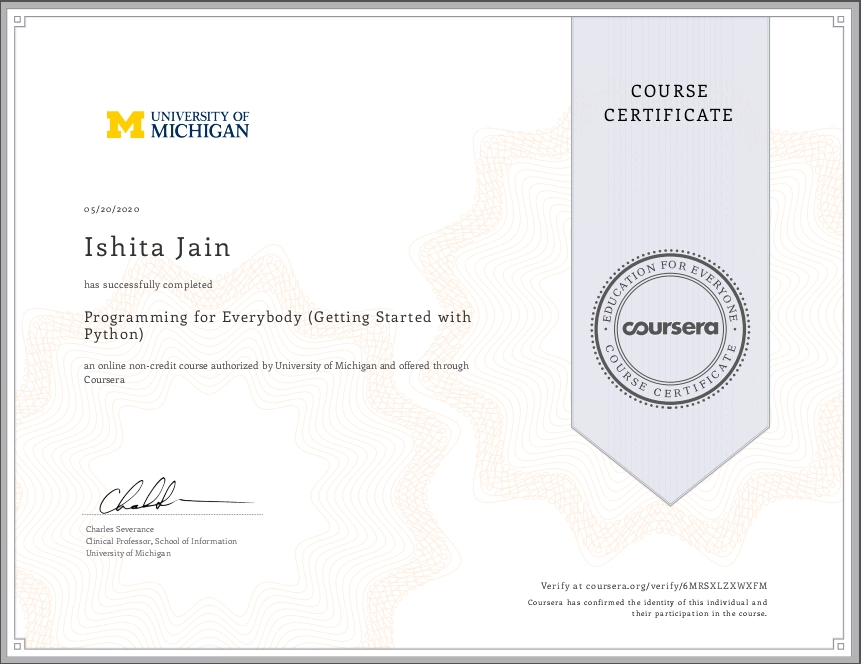 UNIVERSITY OF
MICHIGAN
05/20/2020
Ishita Jain
has successfully completed
Programming for Everybody (Getting Started with
Python)
an online non-credit course authorized by University of Michigan and offered through
Coursera
Charles Severance
Clinical Professor, School of Information
University of Michigan
COURSE
CERTIFICATE
EDUCATION FOR EVERYONE
coursera
COURSE CERTIFICATE
Verify at coursera.org/verify/6MRSXLZXWXFM
Coursera has confirmed the identity of this individual and
their participation in the course.